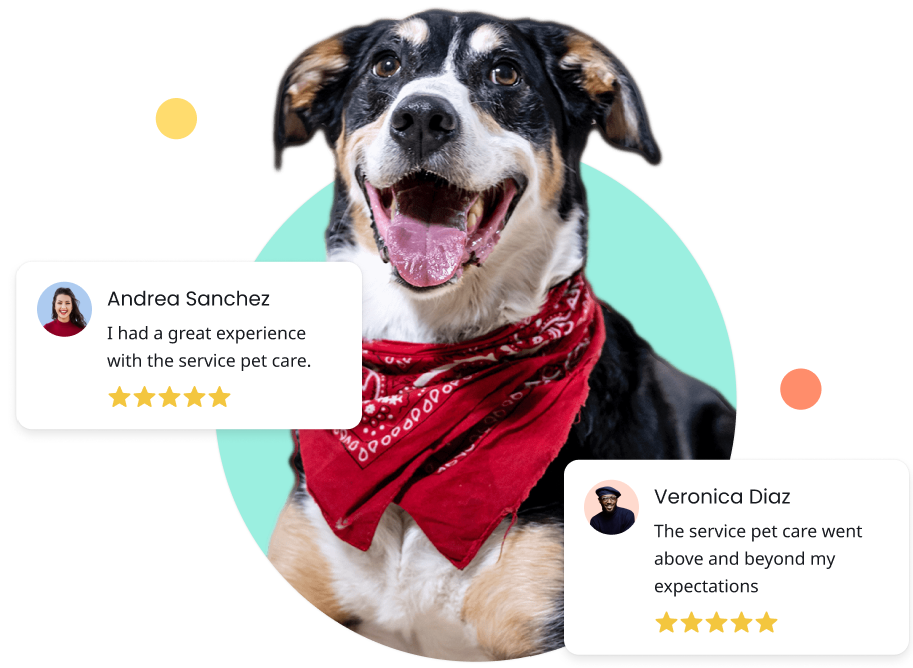 Andrea Sanchez
I had a great experience
with the service pet care.
Veronica Diaz
The service pet care went
above and beyond my
expectations